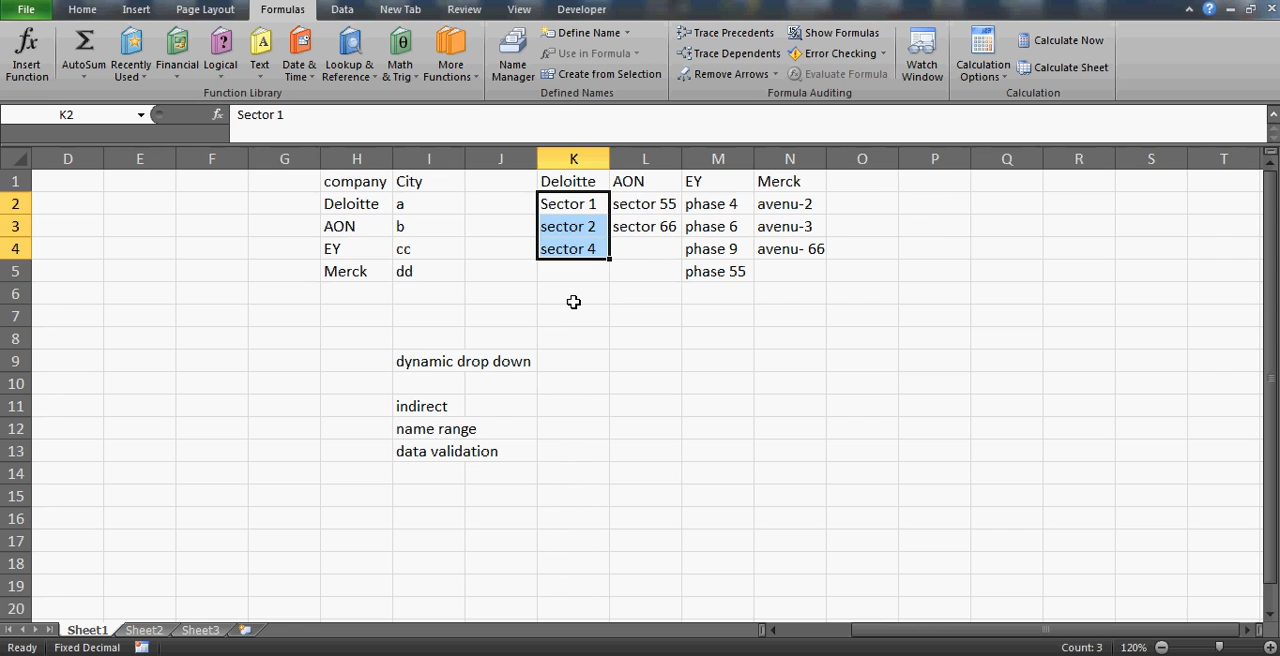 File Home Insert Page Layout Formulas Data New Tab Review View Developer
fx Σ ? A θ
Insert Function AutoSum Recently Used Financial Logical Text Date & Time Lookup & Reference Math & Trig More Functions
Function Library
Name Manager
Define Name
Use in Formula
Create from Selection
Defined Names
Trace Precedents Show Formulas
Trace Dependents Error Checking
Remove Arrows Evaluate Formula
Formula Auditing
Watch Window
Calculation Options
Calculate Now
Calculate Sheet
Calculation
K2 fx Sector 1
D E F G H I J K L M N O P Q R S T
1 company City Deloitte AON EY Merck
2 Deloitte a Sector 1 sector 55 phase 4 avenu-2
3 AON b sector 2 sector 66 phase 6 avenu-3
4 EY cc sector 4 phase 9 avenu- 66
5 Merck dd phase 55
6
7
8
9 dynamic drop down
10
11 indirect
12 name range
13 data validation
14
15
16
17
18
19
20
Sheet1 Sheet2 Sheet3
Ready Fixed Decimal Count: 3 120%